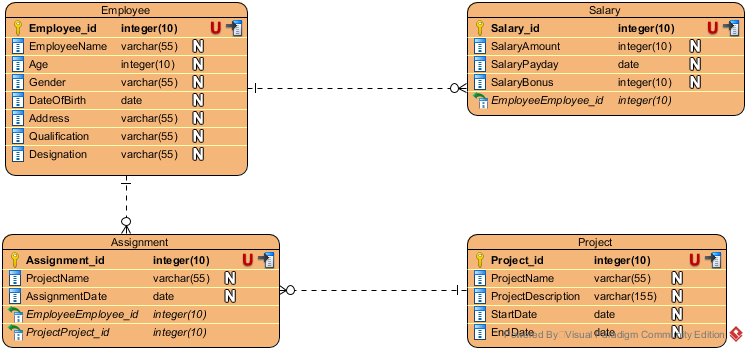 Employee
Employee_id integer(10) U
EmployeeName varchar(55) N
Age integer(10) N
Gender varchar(55) N
DateOfBirth date N
Address varchar(55) N
Qualification varchar(55) N
Designation varchar(55) N
Salary
Salary_id integer(10) U
SalaryAmount integer(10) N
SalaryPayday date N
SalaryBonus integer(10) N
EmployeeEmployee_id integer(10)
Assignment
Assignment_id integer(10) U
ProjectName varchar(55) N
AssignmentDate date N
EmployeeEmployee_id integer(10)
ProjectProject_id integer(10)
Project
Project_id integer(10) U
ProjectName varchar(55) N
ProjectDescription varchar(155) N
StartDate date N
EndDate date N
Powered By Visual Paradigm Community Edition